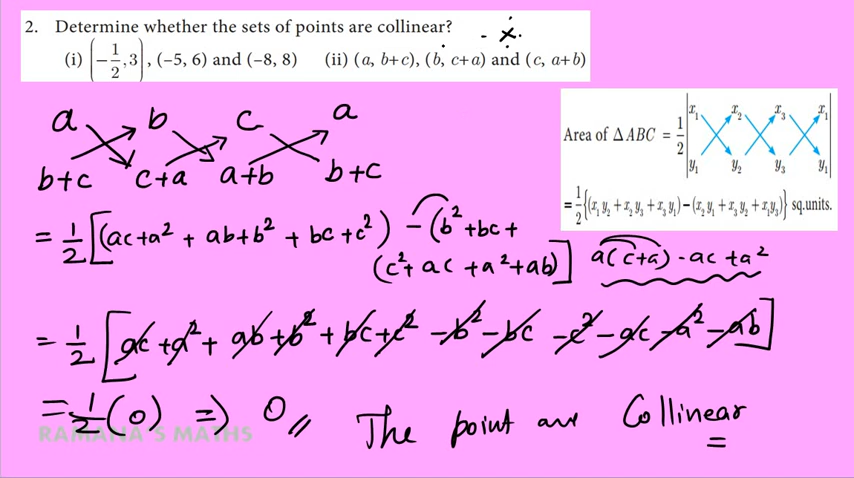 2. Determine whether the sets of points are collinear?
(i) (-1/2, 3), (-5, 6) and (-8, 8) (ii) (a, b+c), (b, c+a) and (c, a+b)
a b c a
b+c c+a a+b b+c
Area of ΔABC = 1/2 |x₁ x₂ x₃ x₁
y₁ y₂ y₃ y₁|
= 1/2 {(x₁y₂ + x₂y₃ + x₃y₁) − (x₂y₁ + x₃y₂ + x₁y₃)} sq.units.
= 1/2 [(ac+a² + ab+b² + bc+c²) − (b²+bc+
(c²+ac+a²+ab)] a(c+a) - ac+a²
= 1/2 [ac+a²+ab+b²+bc+c²−b²−bc−c²−ac−a²−ab]
= 1/2 (0) ⇒ 0 // The point are Collinear
RAMANA'S MATHS